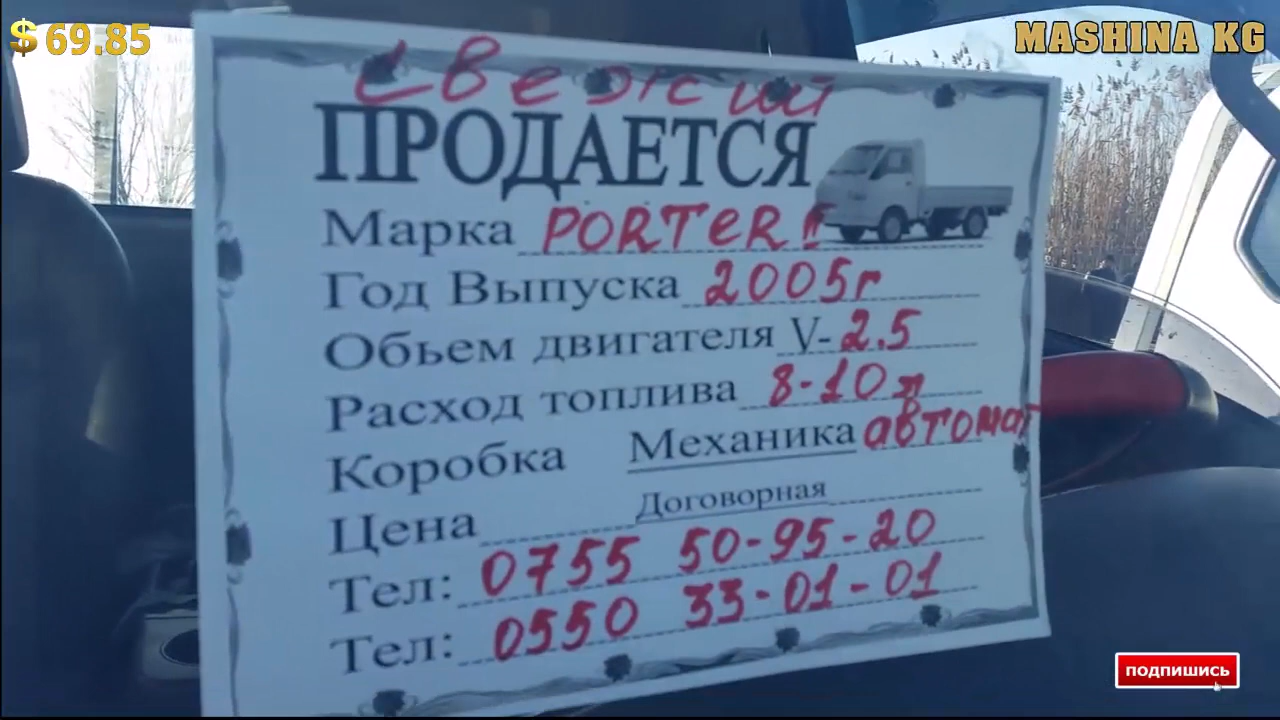 $ 69.85
MASHINA KG
Свежий
ПРОДАЕТСЯ
Марка PORTER!!
Год Выпуска 2005г
Обьем двигателя V- 2.5
Расход топлива 8-10 л
Коробка Механика автомат
Цена Договорная
Тел: 0755 50-95-20
Тел: 0550 33-01-01
подпишись